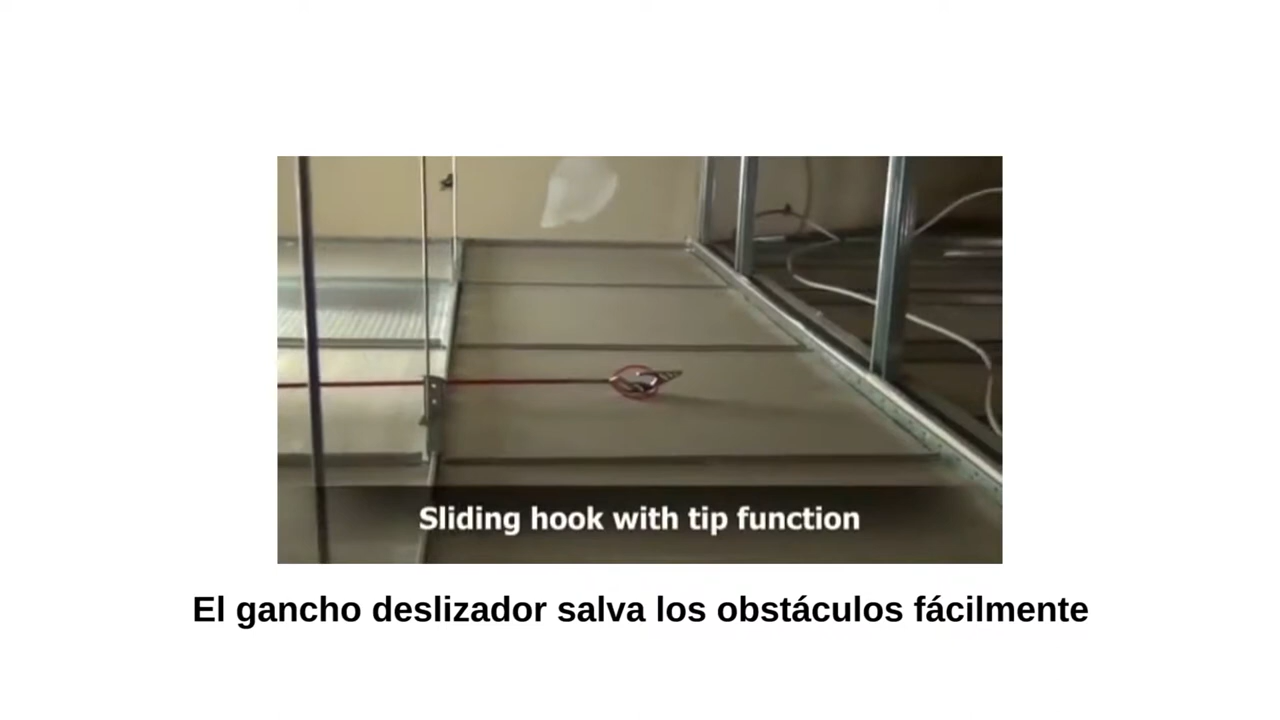 Sliding hook with tip function
El gancho deslizador salva los obstáculos fácilmente